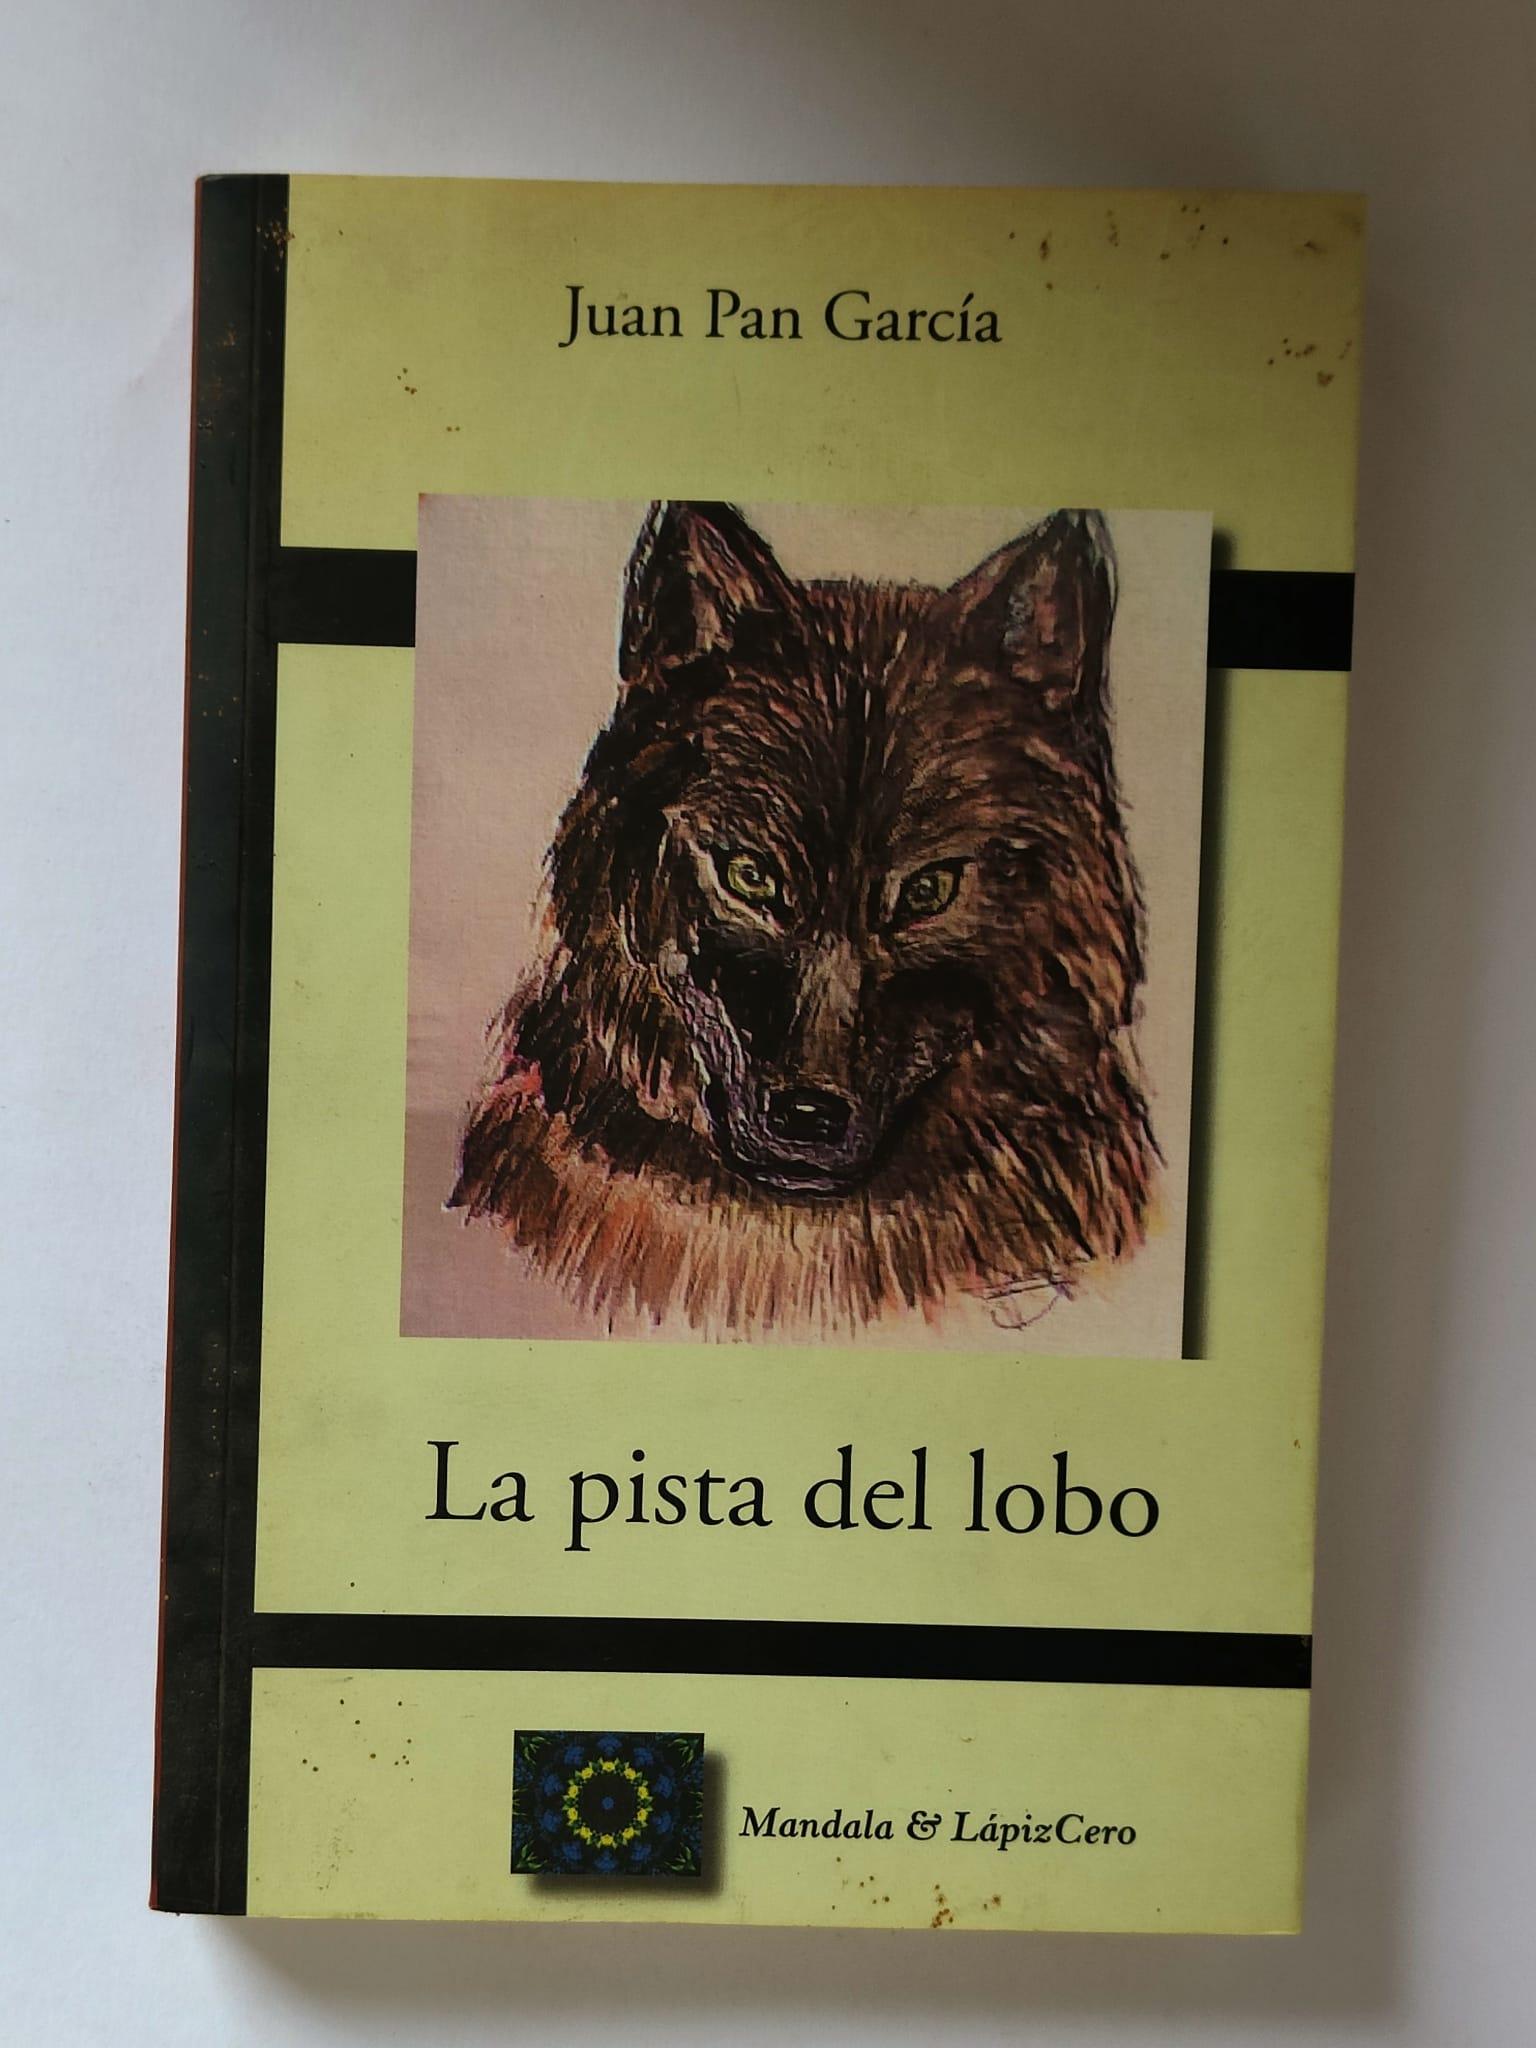 Juan Pan García
La pista del lobo
Mandala & LápizCero